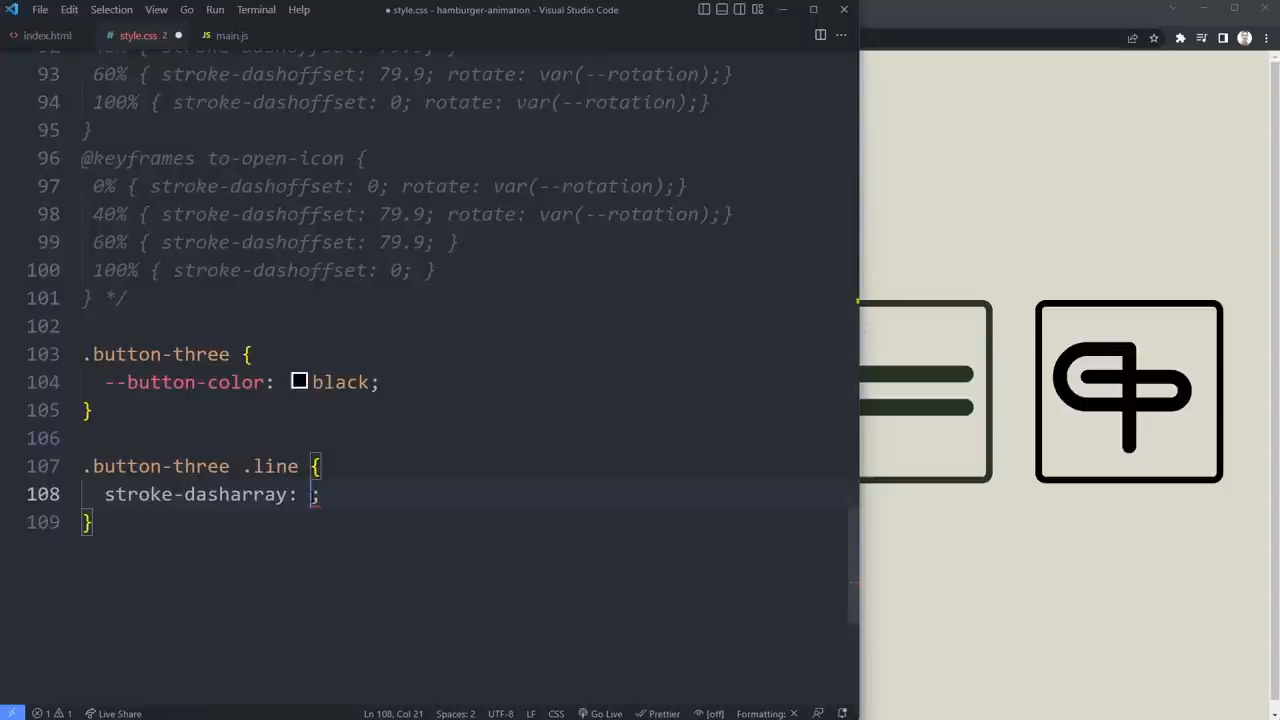 File Edit Selection View Go Run Terminal Help
● style.css - hamburger-animation - Visual Studio Code
index.html
# style.css 2 ●
JS main.js
93 60% { stroke-dashoffset: 79.9; rotate: var(--rotation);}
94 100% { stroke-dashoffset: 0; rotate: var(--rotation);}
95 }
96 @keyframes to-open-icon {
97 0% { stroke-dashoffset: 0; rotate: var(--rotation);}
98 40% { stroke-dashoffset: 79.9; rotate: var(--rotation);}
99 60% { stroke-dashoffset: 79.9; }
100 100% { stroke-dashoffset: 0; }
101 } */
102
103 .button-three {
104 --button-color: black;
105 }
106
107 .button-three .line {
108 stroke-dasharray: ;
109 }
1 1 Live Share Ln 108, Col 21 Spaces: 2 UTF-8 LF CSS Go Live Prettier [off] Formatting: ×